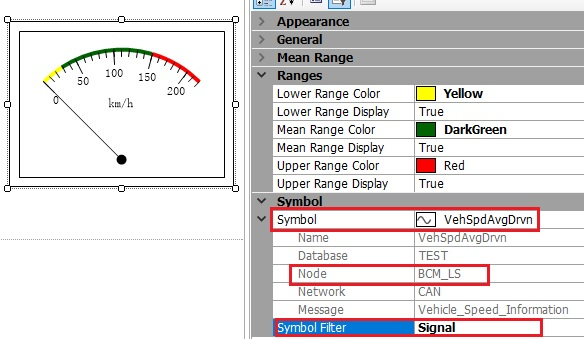 0
50
100
150
200
km/h
Appearance
General
Mean Range
Ranges
Lower Range Color Yellow
Lower Range Display True
Mean Range Color DarkGreen
Mean Range Display True
Upper Range Color Red
Upper Range Display True
Symbol
Symbol VehSpdAvgDrvn
Name VehSpdAvgDrvn
Database TEST
Node BCM_LS
Network CAN
Message Vehicle_Speed_Information
Symbol Filter Signal